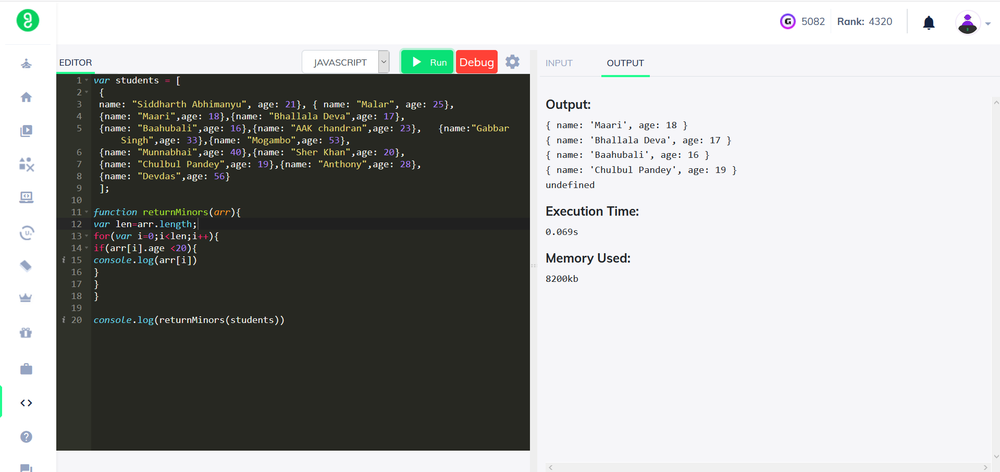 5082 Rank: 4320
EDITOR JAVASCRIPT Run Debug INPUT OUTPUT
1 var students = [
2 {
3 name: "Siddharth Abhimanyu", age: 21}, { name: "Malar", age: 25},
4 {name: "Maari",age: 18},{name: "Bhallala Deva",age: 17},
5 {name: "Baahubali",age: 16},{name: "AAK chandran",age: 23}, {name:"Gabbar
Singh",age: 33},{name: "Mogambo",age: 53},
6 {name: "Munnabhai",age: 40},{name: "Sher Khan",age: 20},
7 {name: "Chulbul Pandey",age: 19},{name: "Anthony",age: 28},
8 {name: "Devdas",age: 56}
9 ];
10
11 function returnMinors(arr){
12 var len=arr.length;
13 for(var i=0;i<len;i++){
14 if(arr[i].age <20){
i 15 console.log(arr[i])
16 }
17 }
18 }
19
i 20 console.log(returnMinors(students))
Output:
{ name: 'Maari', age: 18 }
{ name: 'Bhallala Deva', age: 17 }
{ name: 'Baahubali', age: 16 }
{ name: 'Chulbul Pandey', age: 19 }
undefined
Execution Time:
0.069s
Memory Used:
8200kb